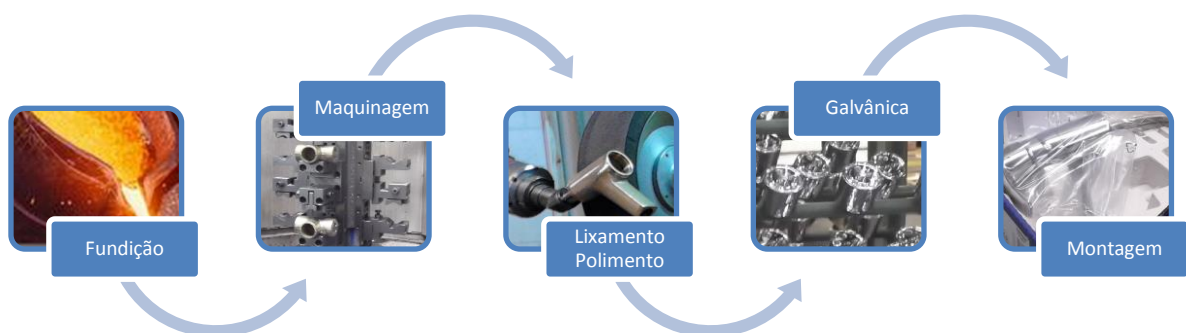 Fundição
Maquinagem
Lixamento
Polimento
Galvânica
Montagem